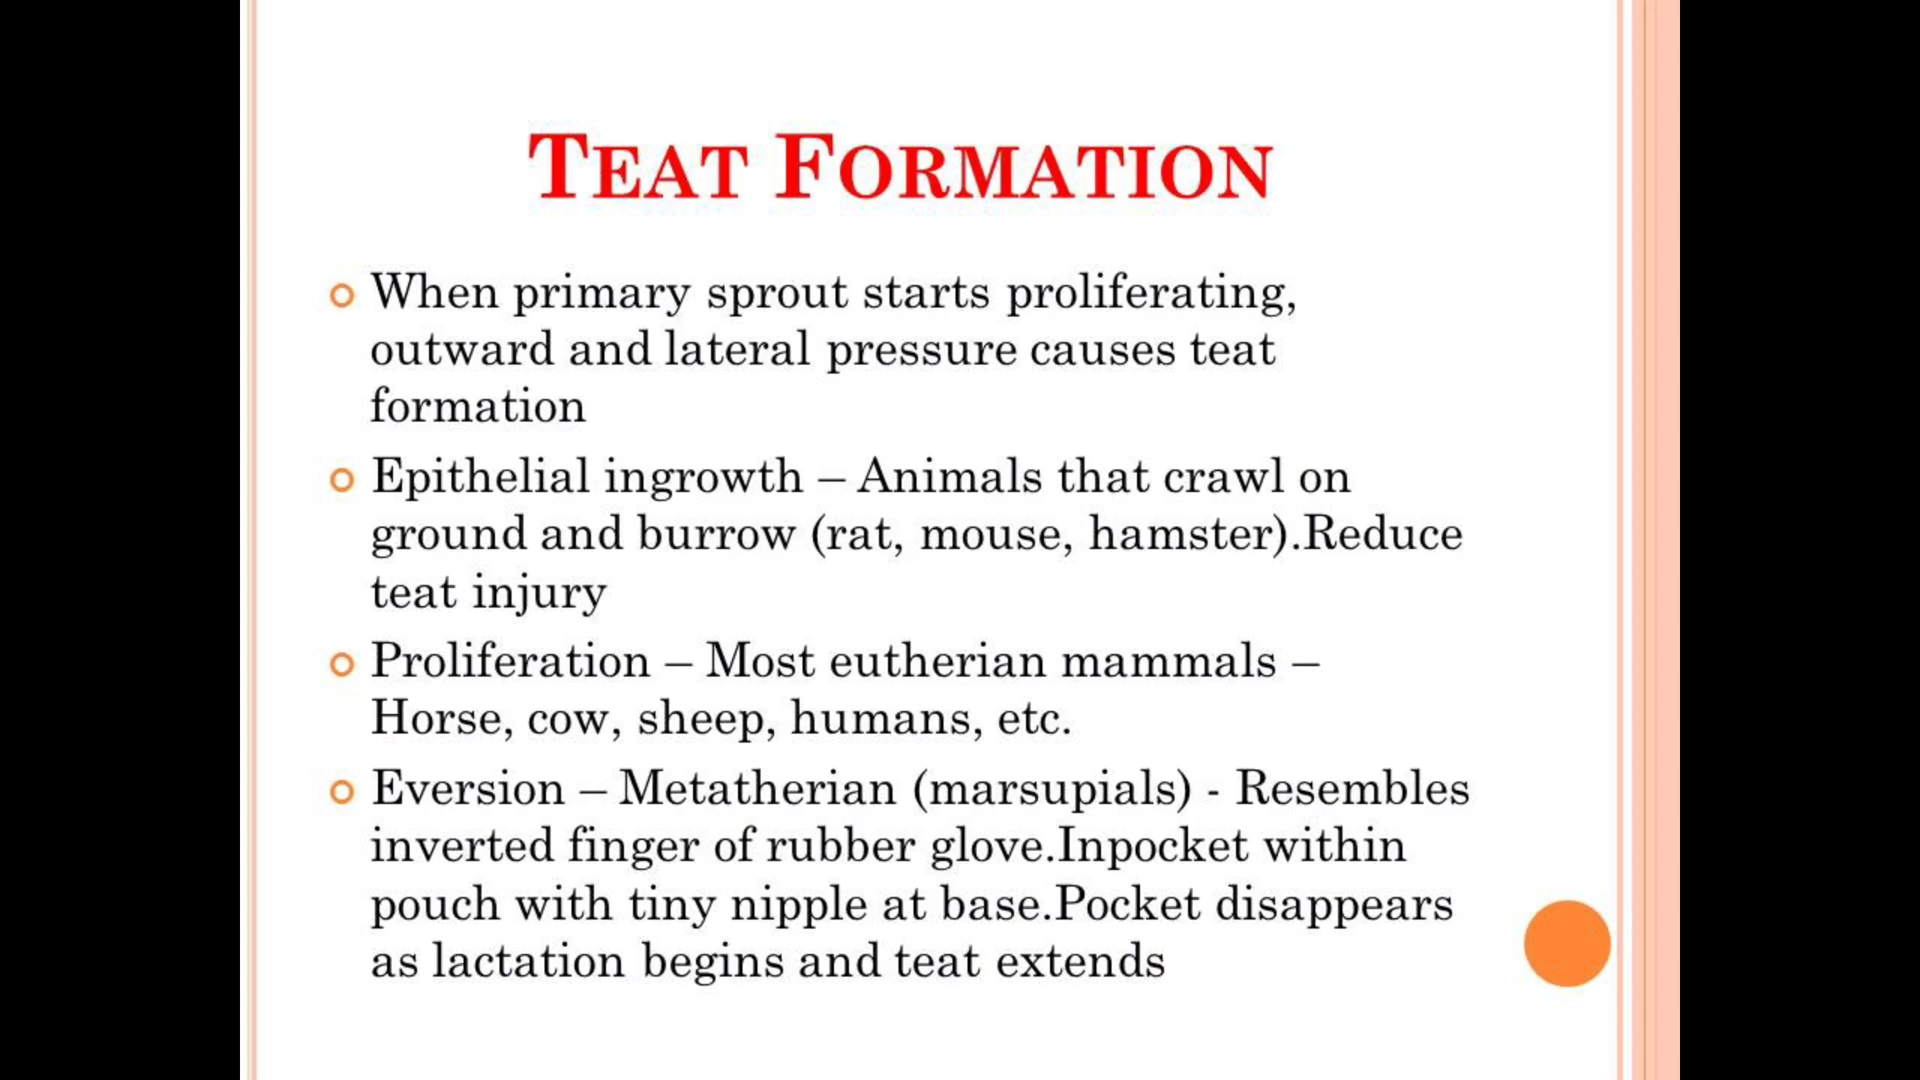 TEAT FORMATION
When primary sprout starts proliferating,
outward and lateral pressure causes teat
formation
Epithelial ingrowth – Animals that crawl on
ground and burrow (rat, mouse, hamster).Reduce
teat injury
Proliferation – Most eutherian mammals –
Horse, cow, sheep, humans, etc.
Eversion – Metatherian (marsupials) - Resembles
inverted finger of rubber glove.Inpocket within
pouch with tiny nipple at base.Pocket disappears
as lactation begins and teat extends